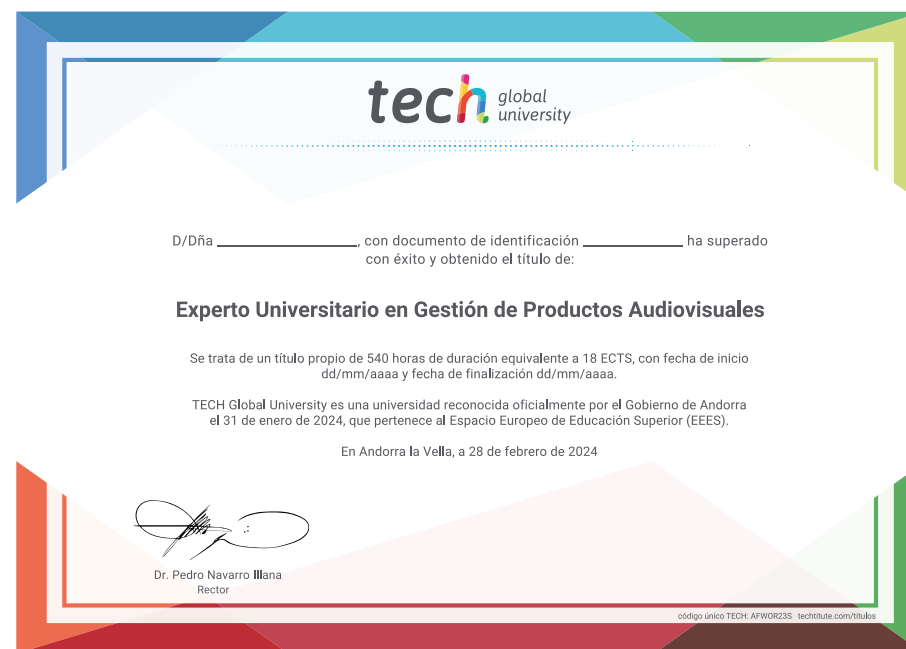 tech global university
D/Dña ____________________, con documento de identificación ______________ ha superado
con éxito y obtenido el título de:
Experto Universitario en Gestión de Productos Audiovisuales
Se trata de un título propio de 540 horas de duración equivalente a 18 ECTS, con fecha de inicio
dd/mm/aaaa y fecha de finalización dd/mm/aaaa.
TECH Global University es una universidad reconocida oficialmente por el Gobierno de Andorra
el 31 de enero de 2024, que pertenece al Espacio Europeo de Educación Superior (EEES).
En Andorra la Vella, a 28 de febrero de 2024
Dr. Pedro Navarro Illana
Rector
código único TECH: AFWOR23S techtitute.com/titulos